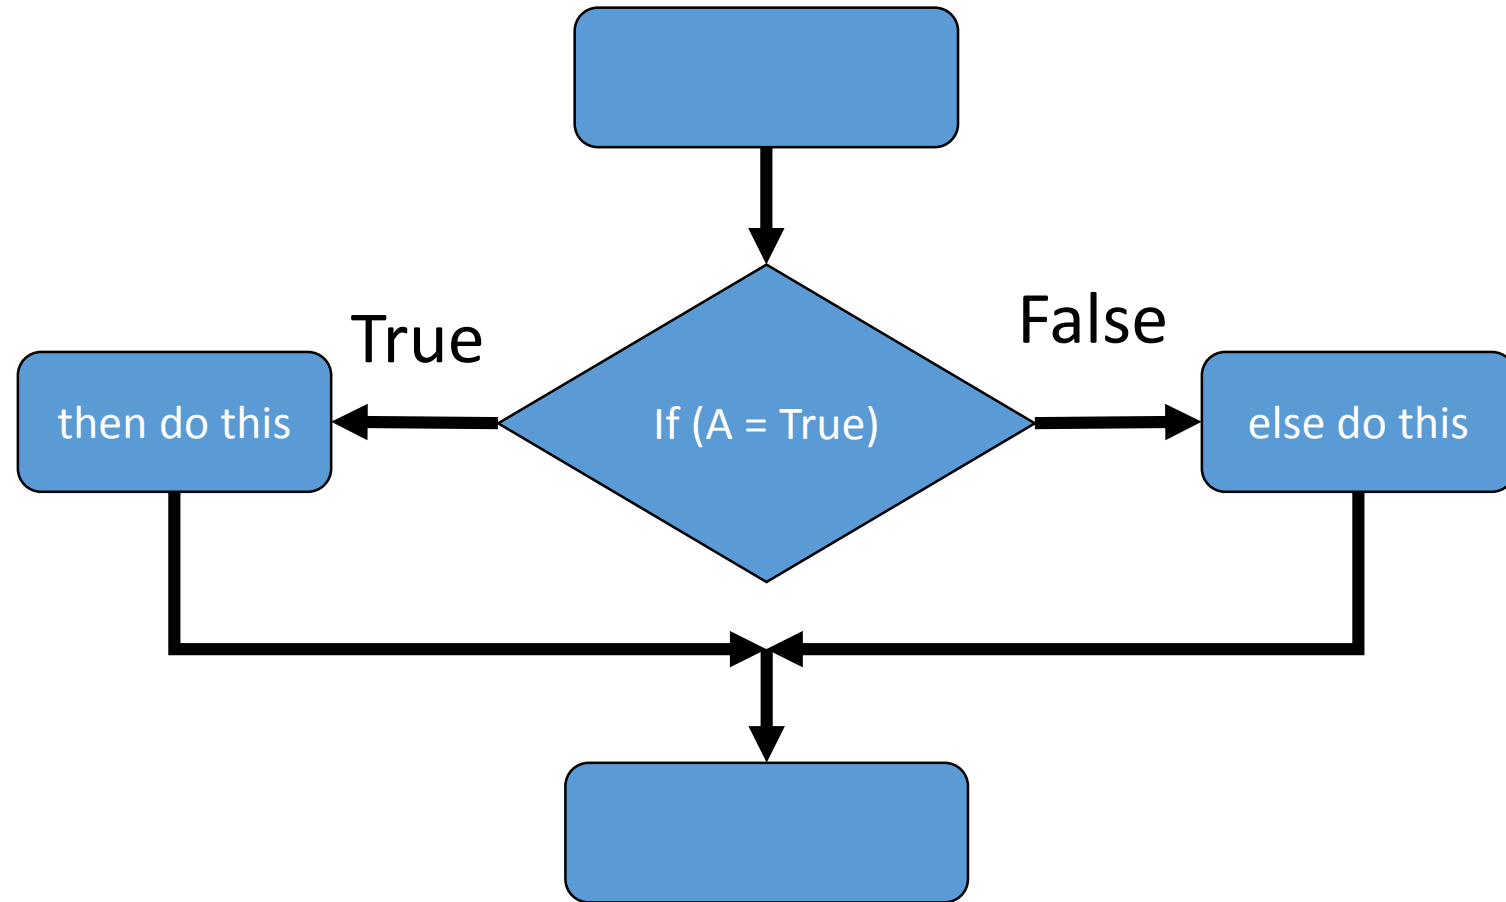 True
False
then do this
If (A = True)
else do this